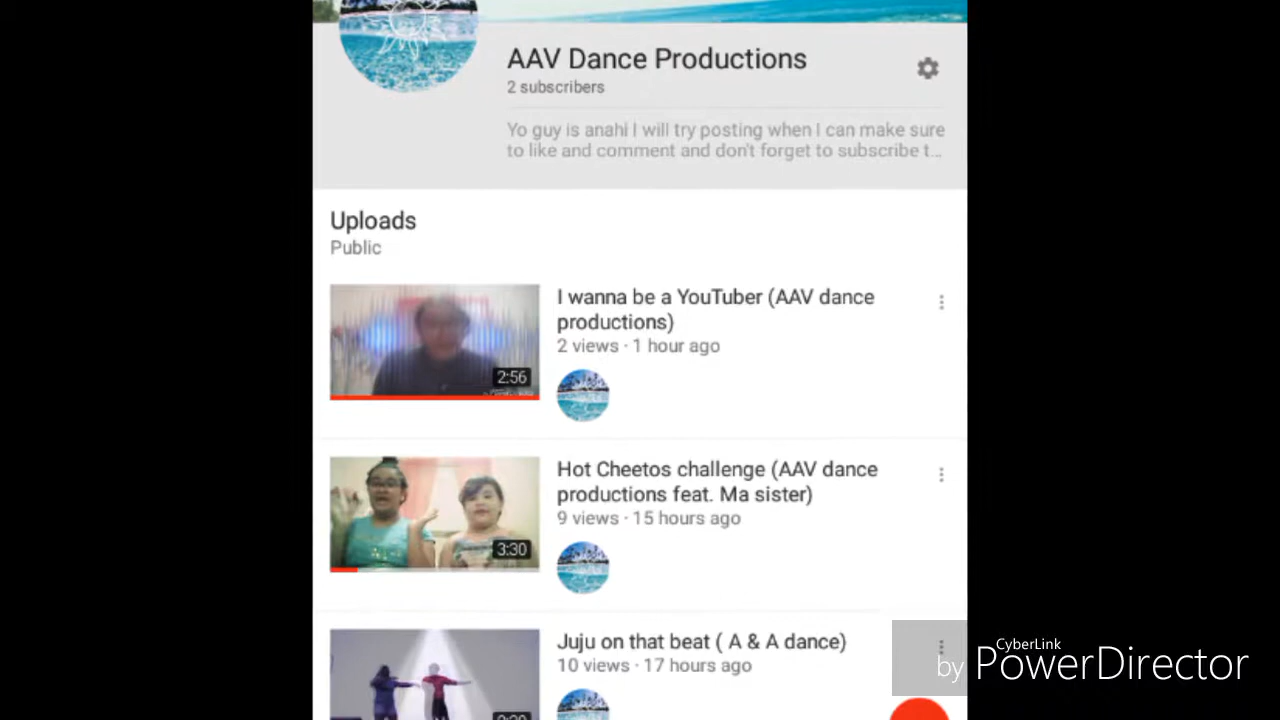 AAV Dance Productions
2 subscribers
Yo guy is anahi I will try posting when I can make sure
to like and comment and don't forget to subscribe t...
Uploads
Public
I wanna be a YouTuber (AAV dance
productions)
2 views · 1 hour ago
2:56
Hot Cheetos challenge (AAV dance
productions feat. Ma sister)
9 views · 15 hours ago
3:30
Juju on that beat ( A & A dance)
10 views · 17 hours ago
CyberLink
by PowerDirector